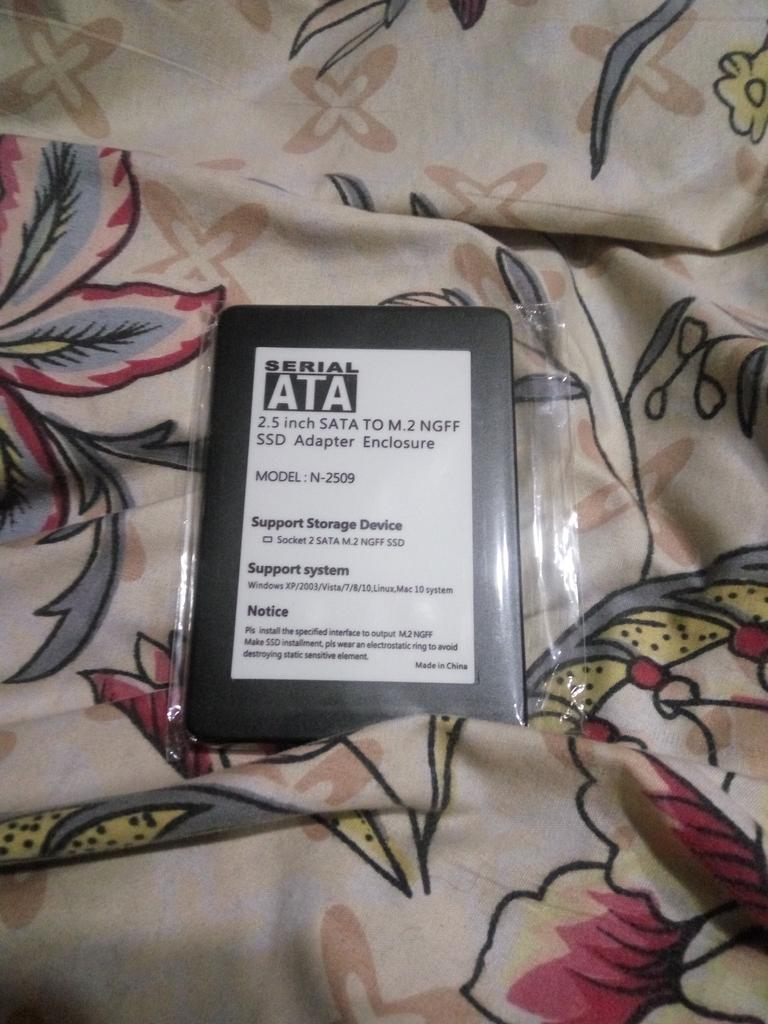 SERIAL
ATA
2.5 inch SATA TO M.2 NGFF
SSD Adapter Enclosure
MODEL : N-2509
Support Storage Device
Socket 2 SATA M.2 NGFF SSD
Support system
Windows XP/2003/Vista/7/8/10,Linux,Mac 10 system
Notice
Pls install the specified interface to output M.2 NGFF
Make SSD installment, pls wear an electrostatic ring to avoid
destroying static sensitive element.
Made in China